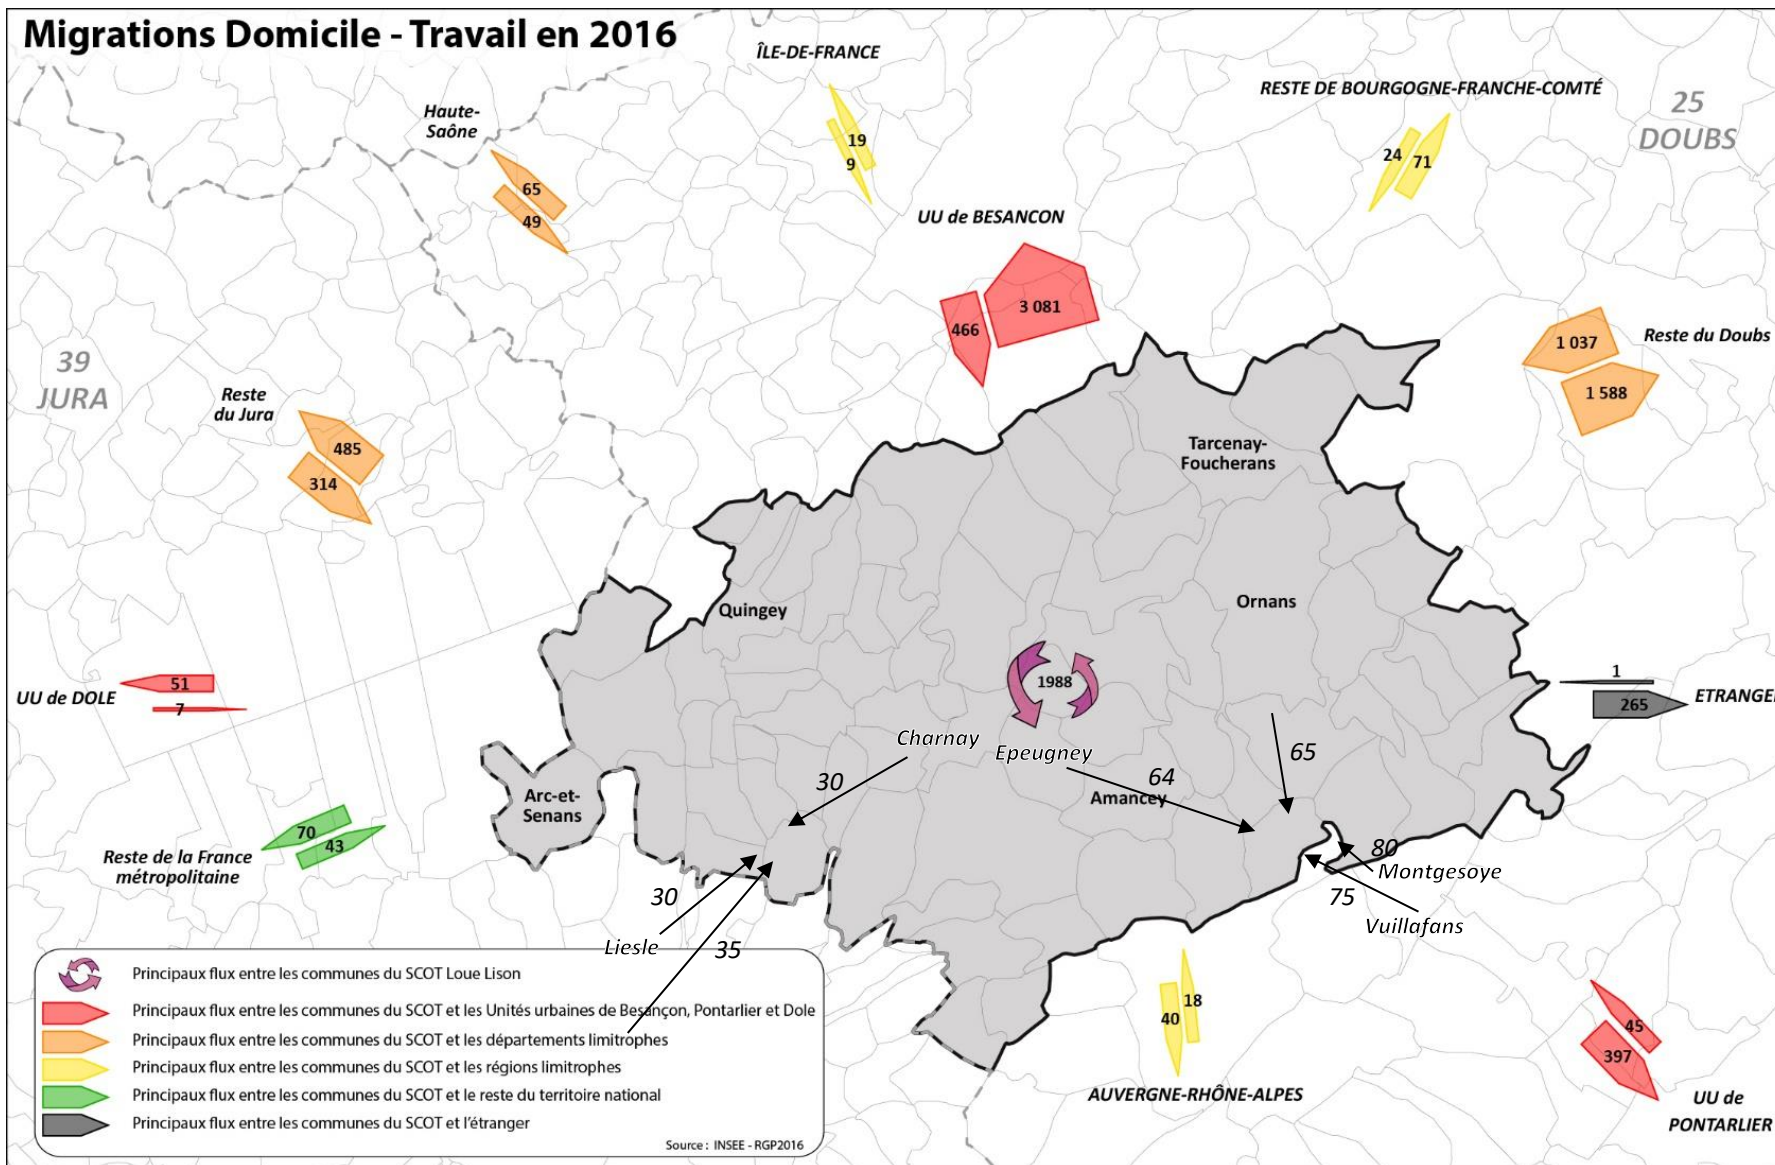 Migrations Domicile - Travail en 2016
ÎLE-DE-FRANCE
19
9
RESTE DE BOURGOGNE-FRANCHE-COMTÉ
24
71
25
DOUBS
Haute-
Saône
65
49
UU de BESANCON
466
3 081
Reste du Doubs
1 037
1 588
39
JURA
Reste
du Jura
485
314
Tarcenay-
Foucherans
Quingey
Ornans
1988
UU de DOLE
51
7
1
265
ETRANGE
Charnay
30
Epeugney
64
65
Amancey
Arc-et-
Senans
Reste de la France
métropolitaine
70
43
80
Montgesoye
75
Vuillafans
30
Liesle
35
Principaux flux entre les communes du SCOT Loue Lison
Principaux flux entre les communes du SCOT et les Unités urbaines de Besançon, Pontarlier et Dole
Principaux flux entre les communes du SCOT et les départements limitrophes
Principaux flux entre les communes du SCOT et les régions limitrophes
Principaux flux entre les communes du SCOT et le reste du territoire national
Principaux flux entre les communes du SCOT et l'étranger
Source : INSEE - RGP2016
40
18
AUVERGNE-RHÔNE-ALPES
45
397
UU de
PONTARLIER